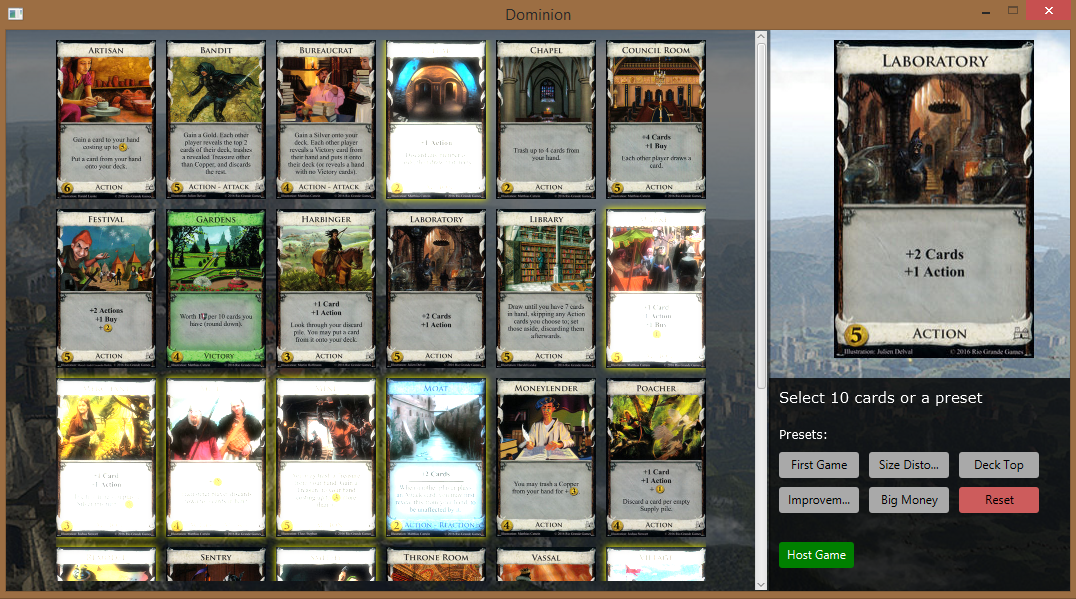 Dominion
ARTISAN
Gain a card to your hand
costing up to 5.
Put a card from your hand
onto your deck.
6 ACTION
BANDIT
Gain a Gold. Each other
player reveals the top 2
cards of their deck, trashes
a revealed Treasure other
than Copper, and discards
the rest.
5 ACTION - ATTACK
BUREAUCRAT
Gain a Silver onto your
deck. Each other player
reveals a Victory card from
their hand and puts it onto
their deck (or reveals a hand
with no Victory cards).
4 ACTION - ATTACK
+1 Action
2
CHAPEL
Trash up to 4 cards from
your hand.
2 ACTION
COUNCIL ROOM
+4 Cards
+1 Buy
Each other player draws a
card.
5 ACTION
FESTIVAL
+2 Actions
+1 Buy
+2
5 ACTION
GARDENS
Worth 1 per 10 cards you
have (round down).
4 VICTORY
HARBINGER
+1 Card
+1 Action
Look through your discard
pile. You may put a card
from it onto your deck.
3 ACTION
LABORATORY
+2 Cards
+1 Action
5 ACTION
LIBRARY
Draw until you have 7 cards
in hand, skipping any Action
cards you choose to; set
those aside, discarding them
afterwards.
5 ACTION
+1 Card
+1 Action
+1 Buy
1
5
+1 Card
+1 Action
3
4
5
MOAT
+2 Cards
2 ACTION - REACTION
MONEYLENDER
You may trash a Copper
from your hand for +3.
4 ACTION
POACHER
+1 Card
+1 Action
+1
Discard a card per empty
Supply pile.
4 ACTION
SENTRY
THRONE ROOM
VASSAL
VILLAGE
LABORATORY
+2 Cards
+1 Action
5 ACTION
Illustration: Julien Delval © 2016 Rio Grande Games
Select 10 cards or a preset
Presets:
First Game Size Disto... Deck Top
Improvem... Big Money Reset
Host Game